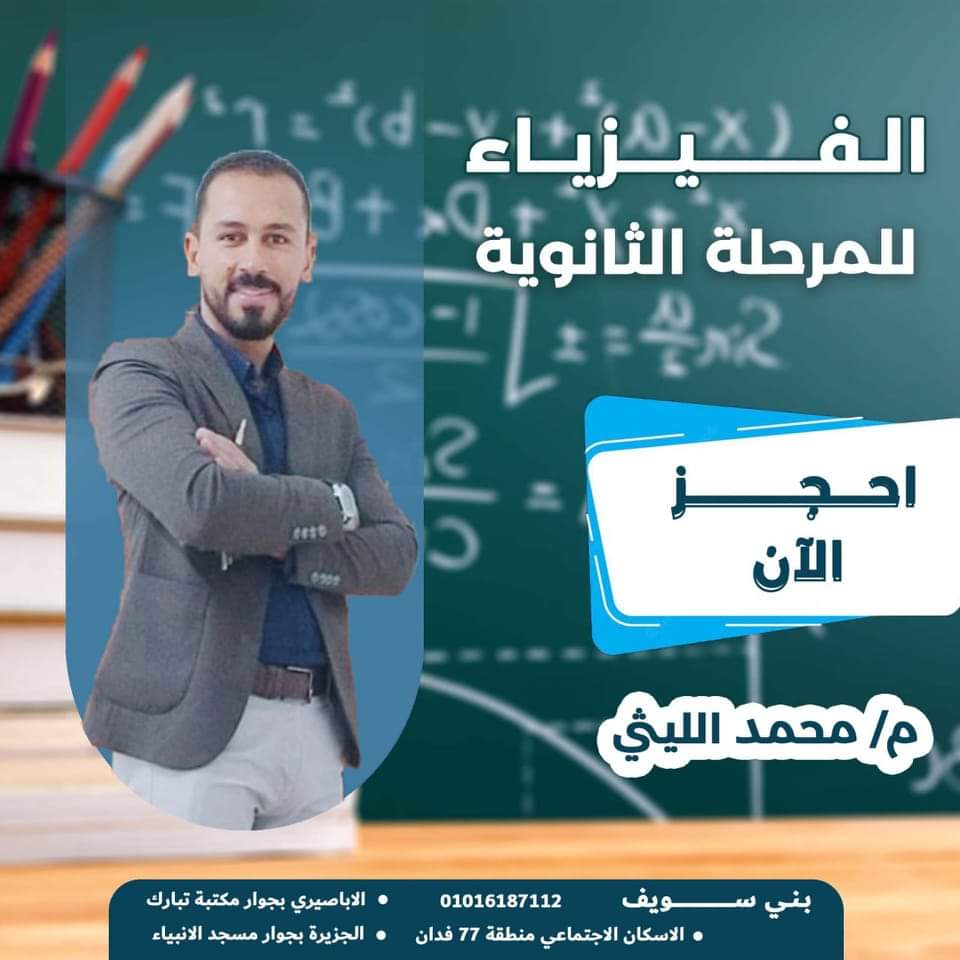 الفيزياء
للمرحلة الثانوية
احجز
الآن
م/ محمد الليثي
بني سويف 01016187112 • الاباصيري بجوار مكتبة تبارك
• الاسكان الاجتماعي منطقة 77 فدان • الجزيرة بجوار مسجد الانبياء